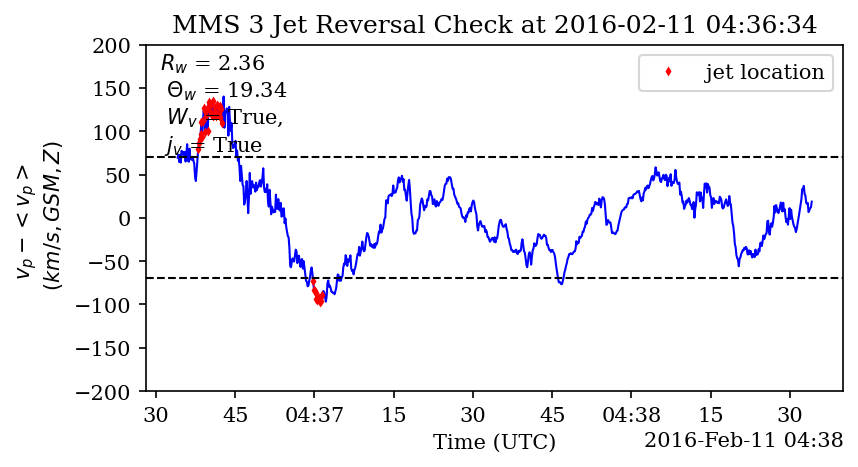 MMS 3 Jet Reversal Check at 2016-02-11 04:36:34
R_w = 2.36
Θ_w = 19.34
W_v = True,
j_v = True
jet location
200
150
100
50
0
−50
−100
−150
−200
v_p − < v_p >
(km/s, GSM, Z)
30 45 04:37 15 30 45 04:38 15 30
Time (UTC)
2016-Feb-11 04:38